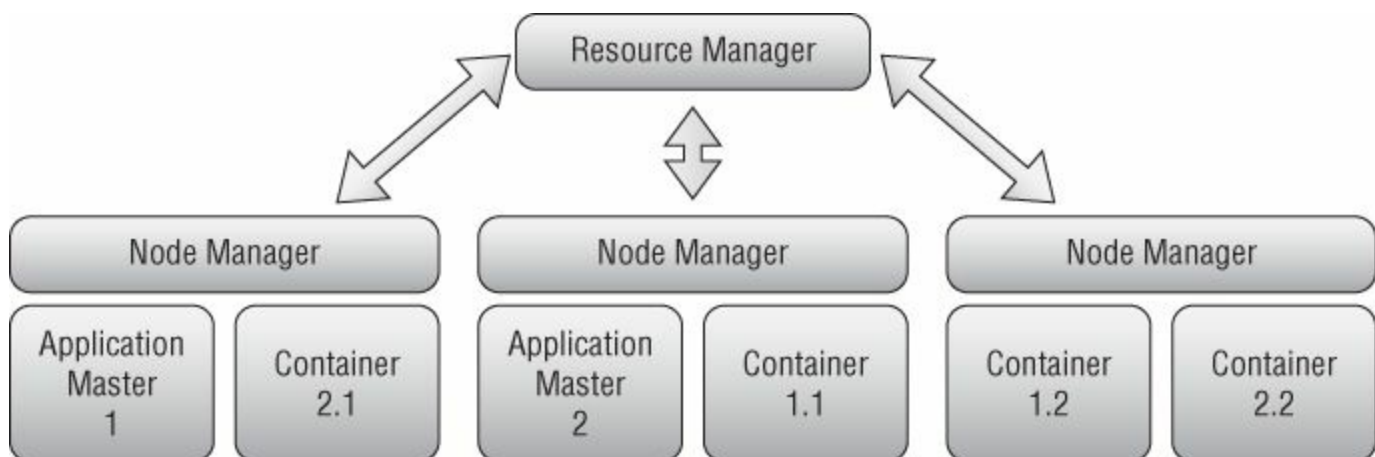 Resource Manager
Node Manager
Node Manager
Node Manager
Application
Master
1
Container
2.1
Application
Master
2
Container
1.1
Container
1.2
Container
2.2